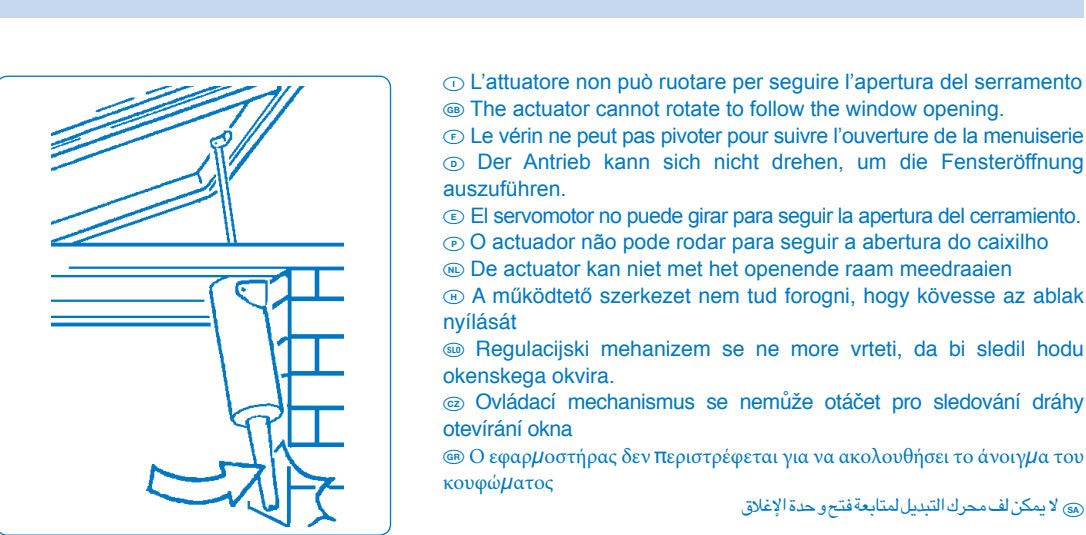 I L’attuatore non può ruotare per seguire l’apertura del serramento
GB The actuator cannot rotate to follow the window opening.
F Le vérin ne peut pas pivoter pour suivre l’ouverture de la menuiserie
D Der Antrieb kann sich nicht drehen, um die Fensteröffnung
auszuführen.
E El servomotor no puede girar para seguir la apertura del cerramiento.
P O actuador não pode rodar para seguir a abertura do caixilho
NL De actuator kan niet met het openende raam meedraaien
H A működtető szerkezet nem tud forogni, hogy kövesse az ablak
nyílását
SLO Regulacijski mehanizem se ne more vrteti, da bi sledil hodu
okenskega okvira.
CZ Ovládací mechanismus se nemůže otáčet pro sledování dráhy
otevírání okna
GR Ο εφαρμοστήρας δεν περιστρέφεται για να ακολουθήσει το άνοιγμα του
κουφώματος
SA لا يمكن لف محرك التبديل لمتابعة فتح و حدة الإغلاق